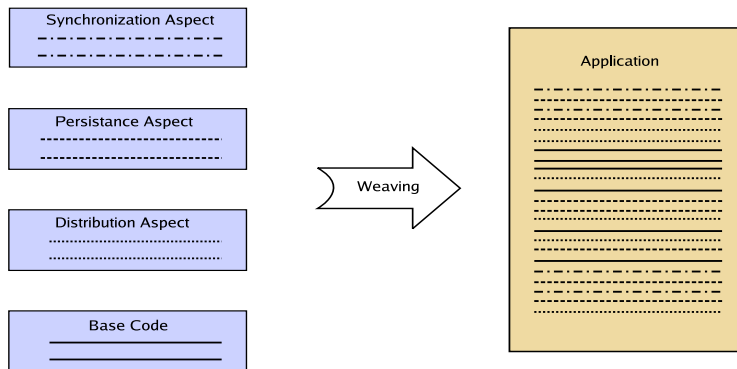 Synchronization Aspect
Persistance Aspect
Distribution Aspect
Base Code
Weaving
Application